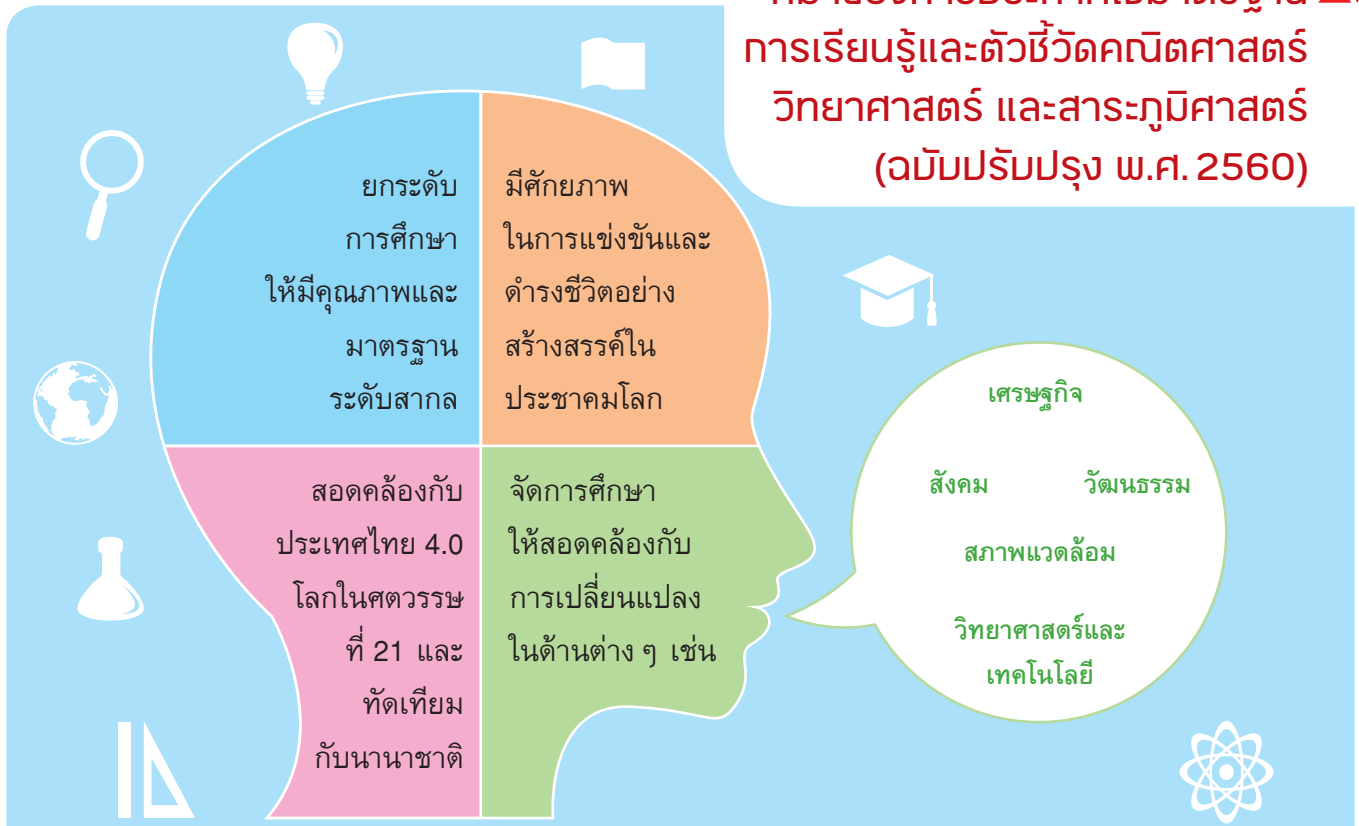 การเรียนรู้และตัวชี้วัดคณิตศาสตร์
วิทยาศาสตร์ และสาระภูมิศาสตร์
(ฉบับปรับปรุง พ.ศ. 2560)
ยกระดับ
การศึกษา
ให้มีคุณภาพและ
มาตรฐาน
ระดับสากล
มีศักยภาพ
ในการแข่งขันและ
ดำรงชีวิตอย่าง
สร้างสรรค์ใน
ประชาคมโลก
สอดคล้องกับ
ประเทศไทย 4.0
โลกในศตวรรษ
ที่ 21 และ
ทัดเทียม
กับนานาชาติ
จัดการศึกษา
ให้สอดคล้องกับ
การเปลี่ยนแปลง
ในด้านต่าง ๆ เช่น
เศรษฐกิจ
สังคม วัฒนธรรม
สภาพแวดล้อม
วิทยาศาสตร์และ
เทคโนโลยี